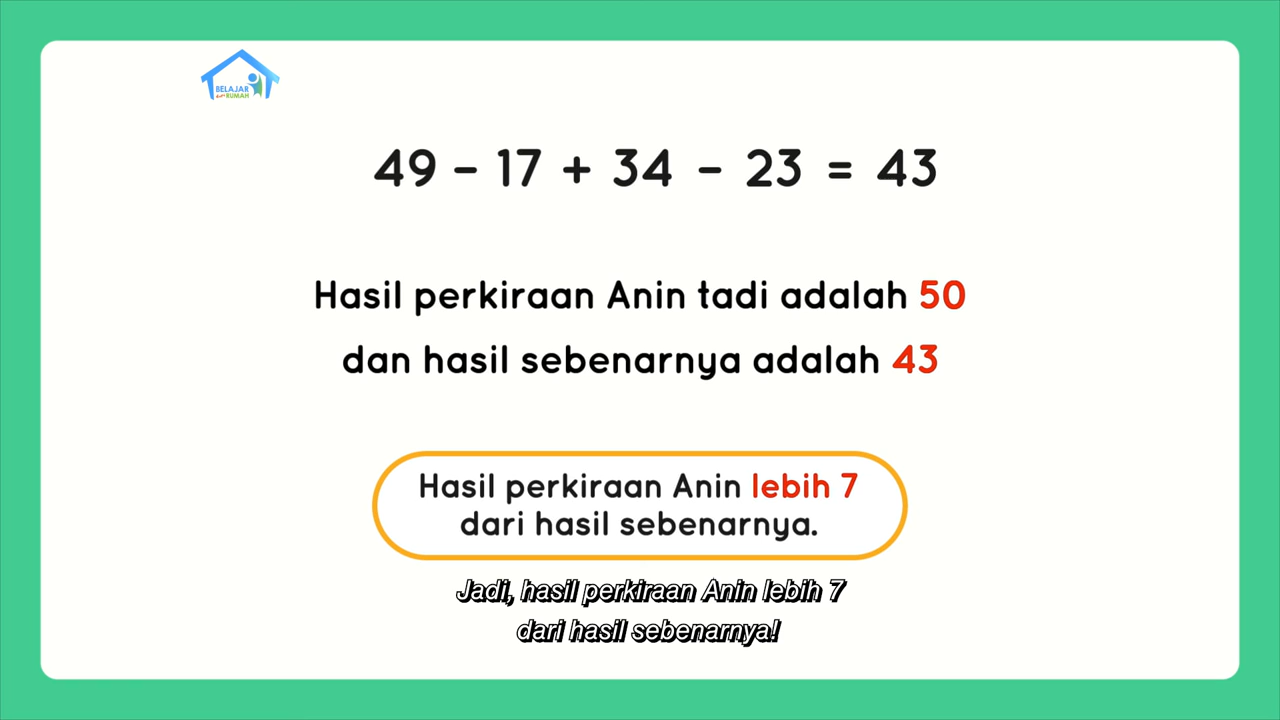 BELAJAR
dari RUMAH
49 – 17 + 34 – 23 = 43
Hasil perkiraan Anin tadi adalah 50
dan hasil sebenarnya adalah 43
Hasil perkiraan Anin lebih 7
dari hasil sebenarnya.
Jadi, hasil perkiraan Anin lebih 7
dari hasil sebenarnya!